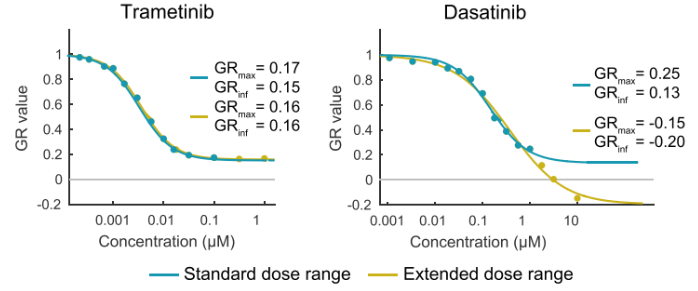 Trametinib
Dasatinib
GR value
1
0.8
0.6
0.4
0.2
0
-0.2
0.001
0.01
0.1
1
Concentration (µM)
GRmax = 0.17
GRinf = 0.15
GRmax = 0.16
GRinf = 0.16
GR value
1
0.8
0.6
0.4
0.2
0
-0.2
0.001
0.01
0.1
1
10
Concentration (µM)
GRmax = 0.25
GRinf = 0.13
GRmax = -0.15
GRinf = -0.20
Standard dose range
Extended dose range